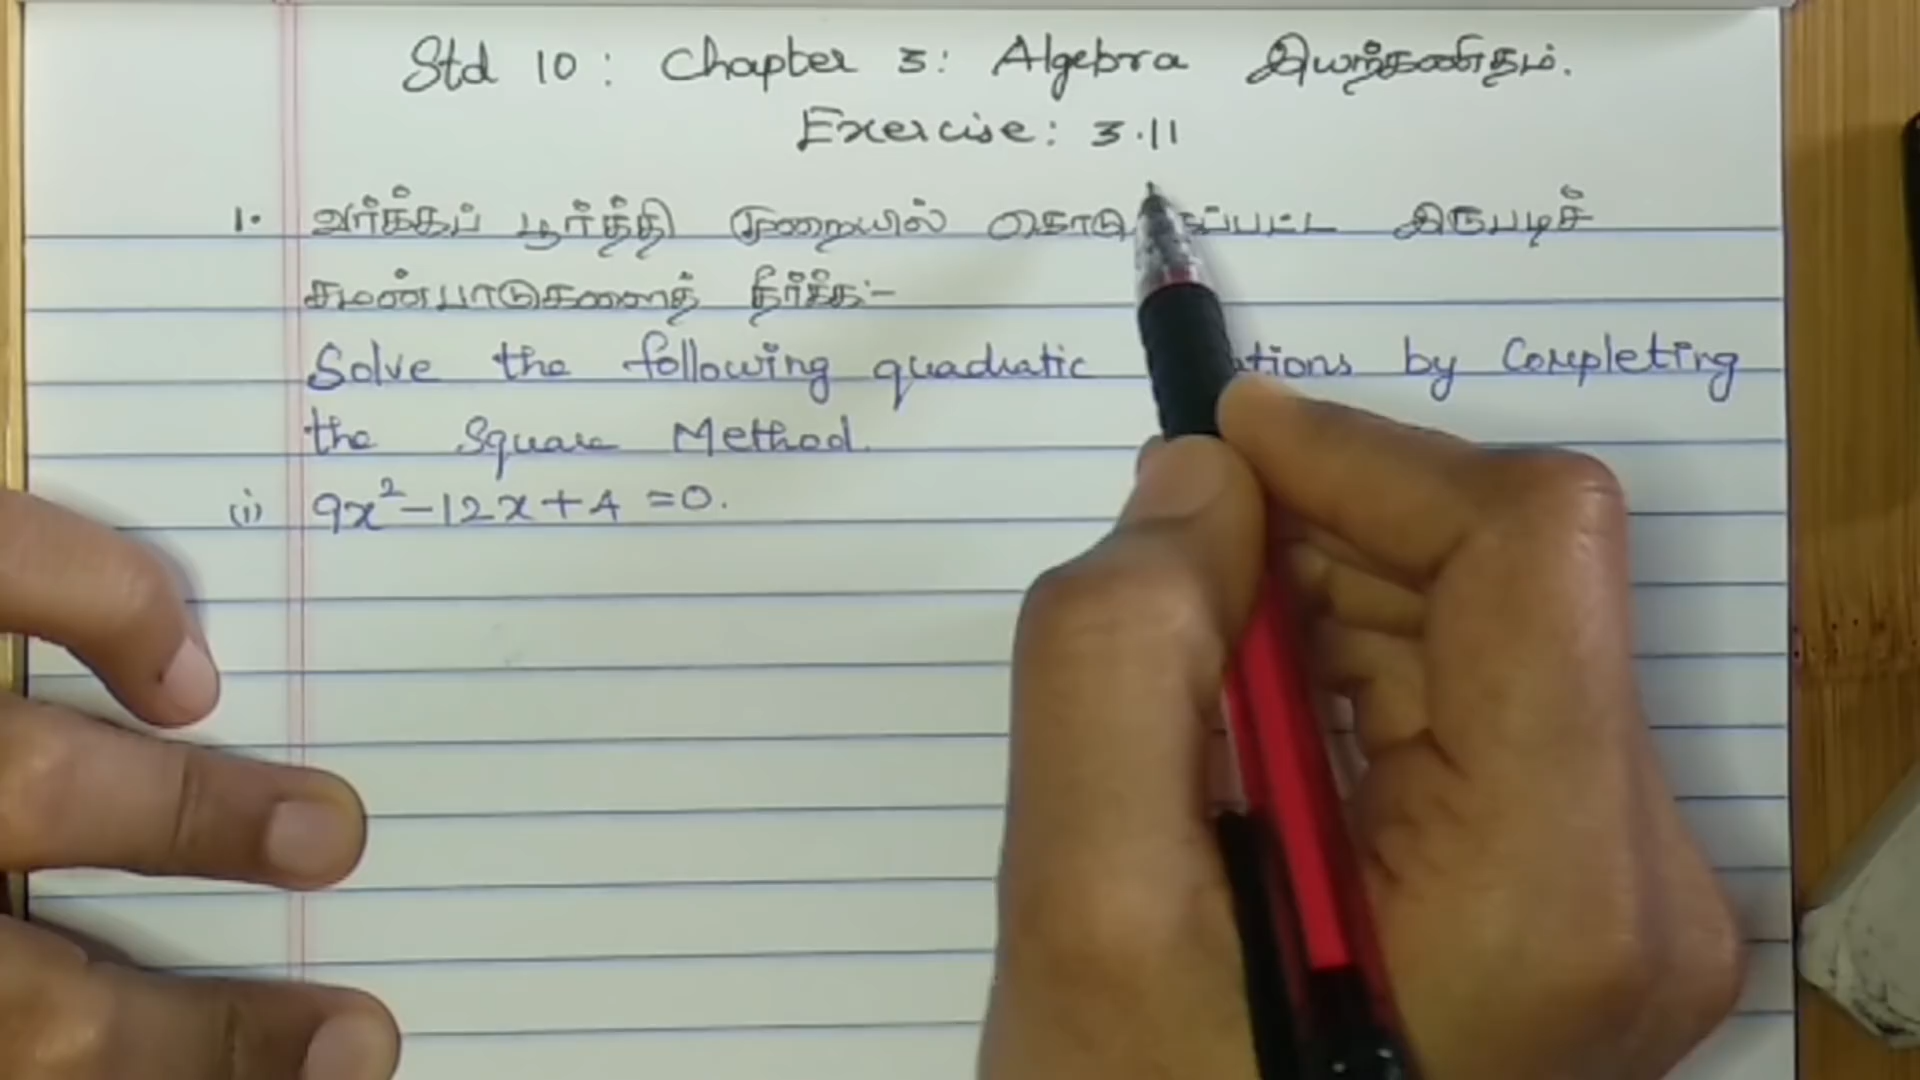 Std 10 : Chapter 3 : Algebra இயற்கணிதம்.
Exercise : 3.11
1. வர்க்கப் பூர்த்தி முறையில் இருபடிச்
சமன்பாடுகளைத் தீர்க்க:-
Solve the following quadratic by Completing
the Square Method.
(i) 9x²-12x+4 =0.